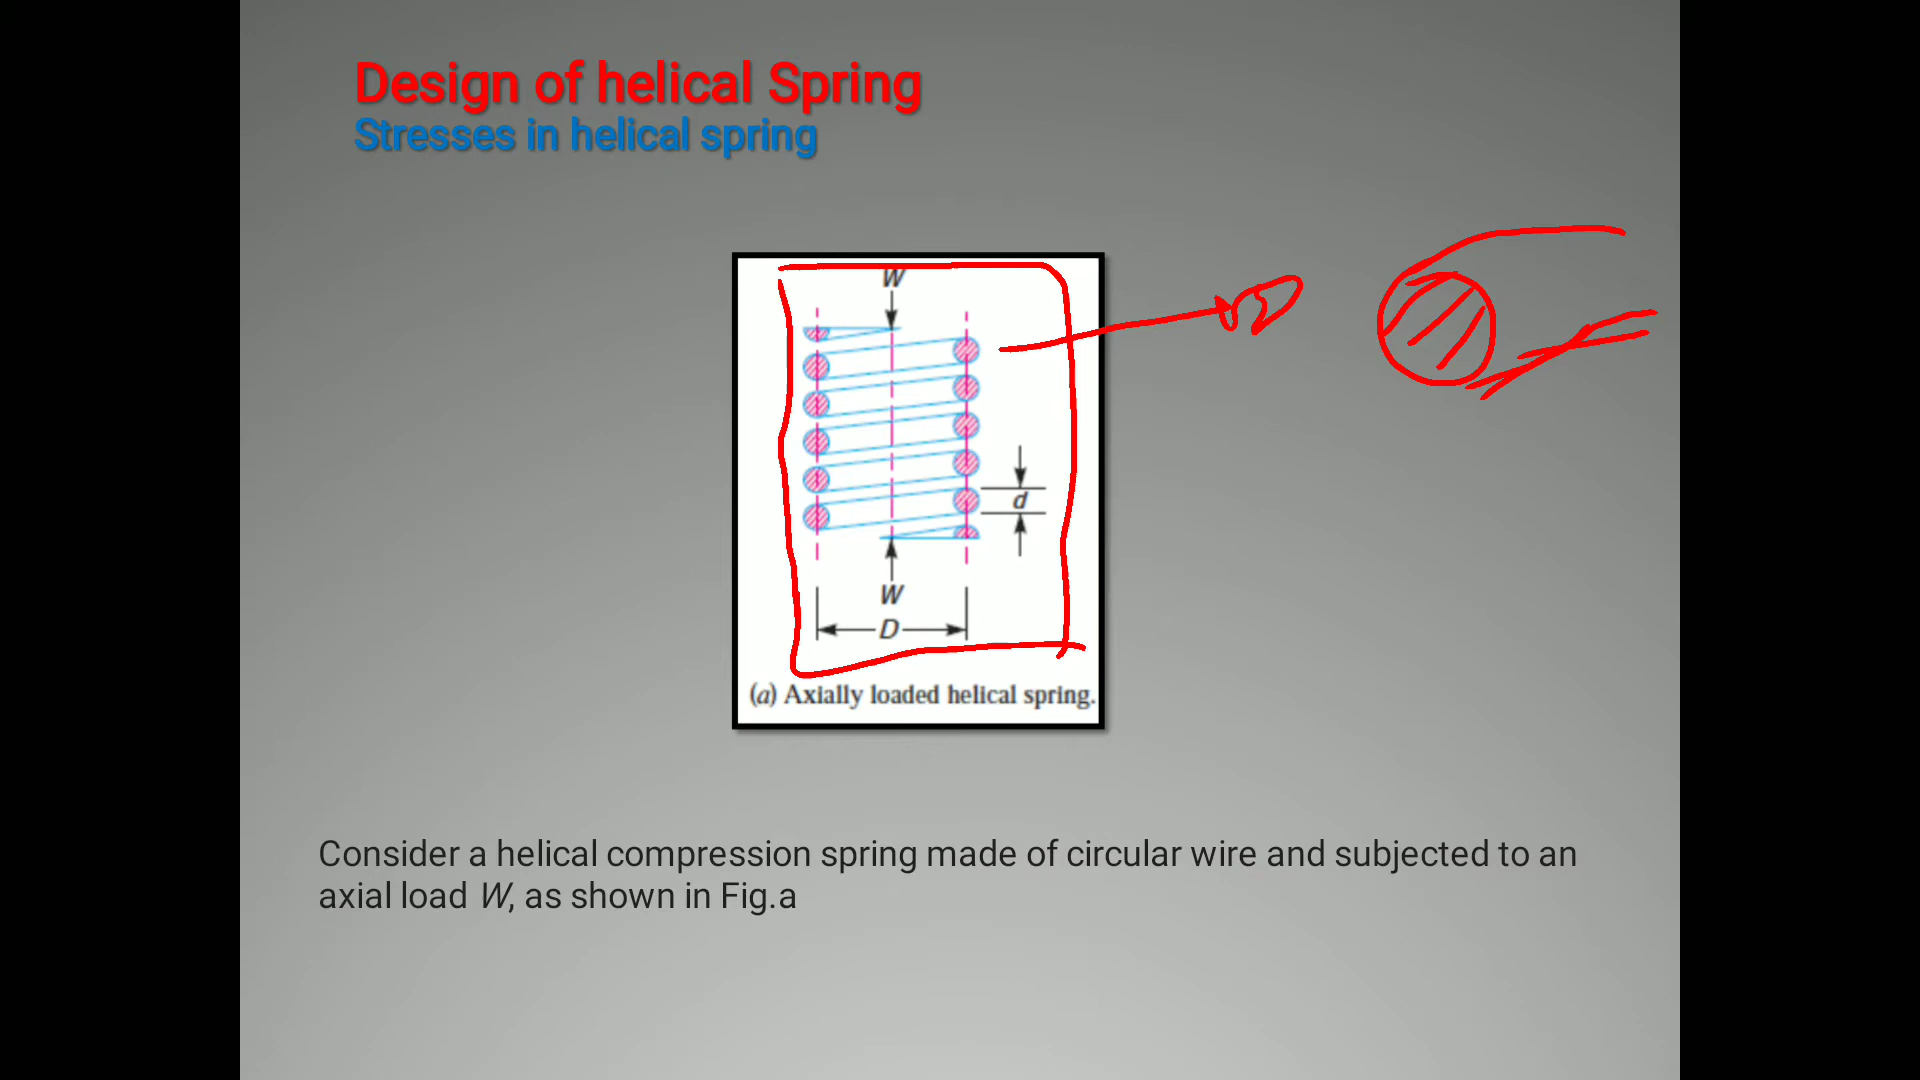 Design of helical Spring
Stresses in helical spring
W
d
W
D
(a) Axially loaded helical spring.
Consider a helical compression spring made of circular wire and subjected to an
axial load W, as shown in Fig.a